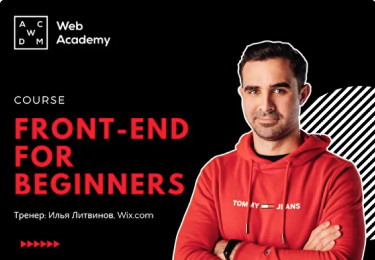 A C
W
D M
Web
Academy
COURSE
FRONT-END
FOR
BEGINNERS
Тренер: Илья Литвинов, Wix.com
TOMMY JEANS